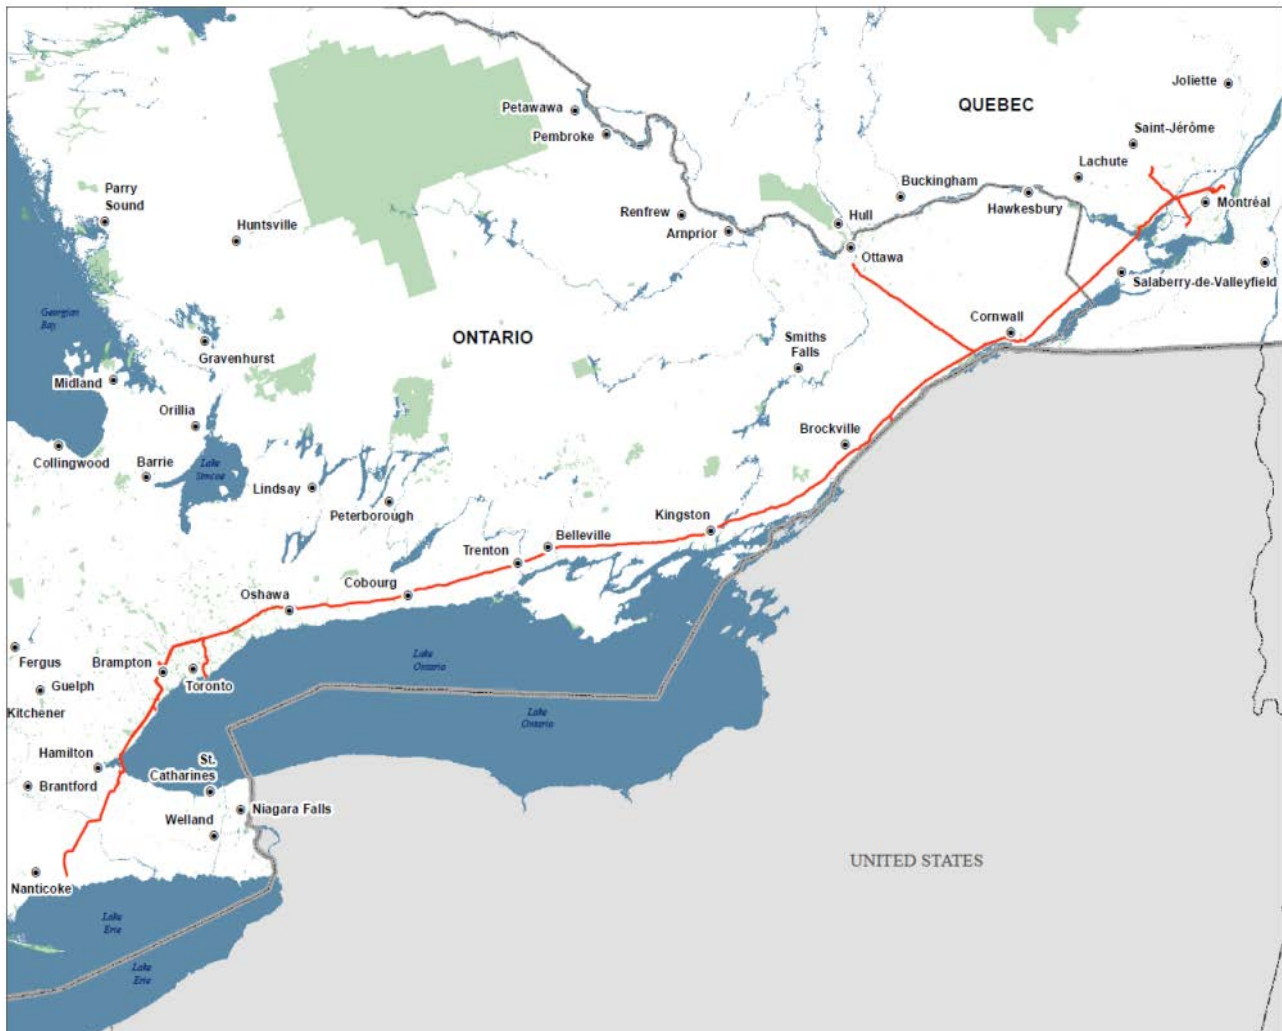 Joliette
QUEBEC
Petawawa
Saint-Jérôme
Pembroke
Lachute
Buckingham
Parry
Sound
Hawkesbury
Montréal
Renfrew
Hull
Huntsville
Arnprior
Ottawa
Salaberry-de-Valleyfield
Georgian
Bay
Cornwall
ONTARIO
Smiths
Falls
Gravenhurst
Midland
Orillia
Brockville
Collingwood
Barrie
Lake
Simcoe
Lindsay
Peterborough
Kingston
Belleville
Trenton
Cobourg
Oshawa
Fergus
Brampton
Lake
Ontario
Guelph
Toronto
Kitchener
Lake
Ontario
Hamilton
St.
Catharines
Brantford
Niagara Falls
Welland
UNITED STATES
Nanticoke
Lake
Erie
Lake
Erie